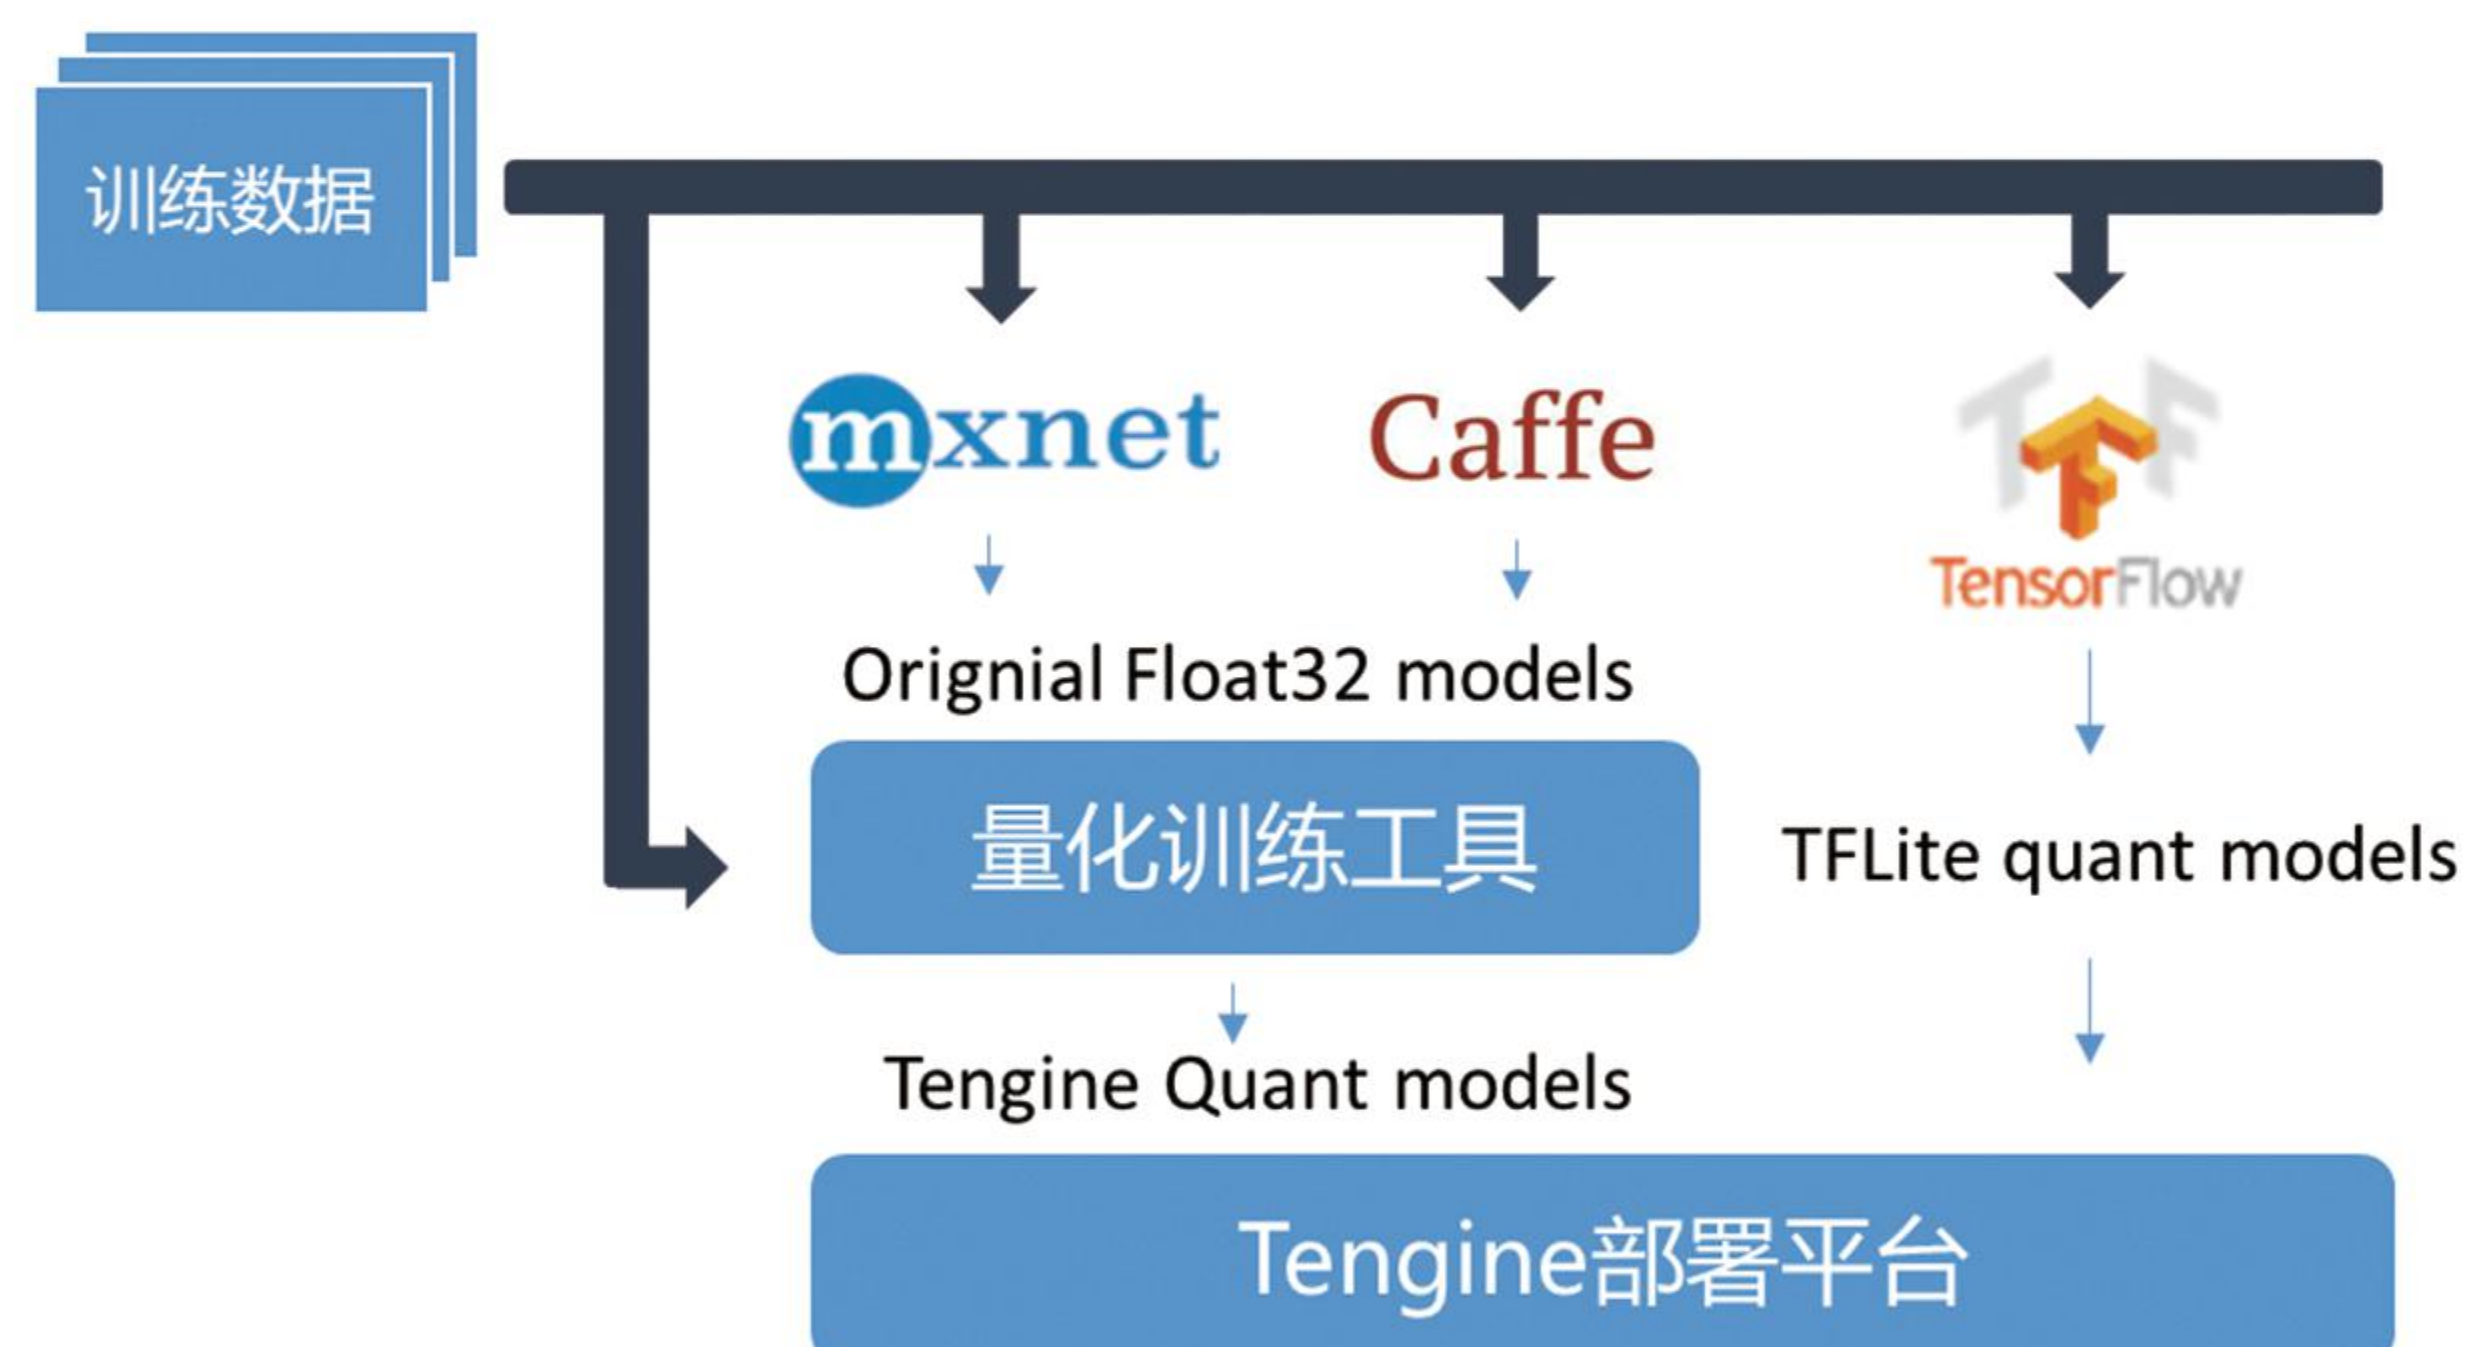 训练数据
mxnet
Caffe
TensorFlow
Orignial Float32 models
量化训练工具
TFLite quant models
Tengine Quant models
Tengine部署平台